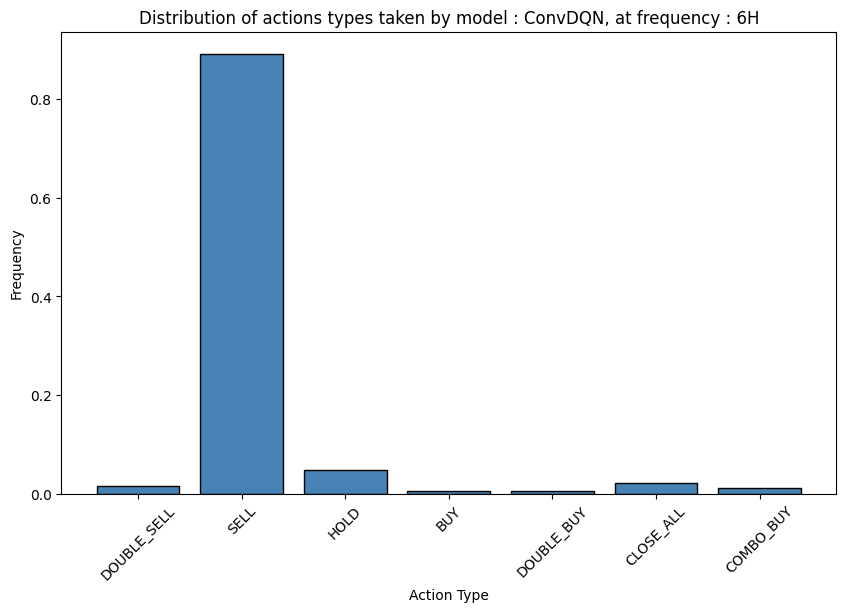 Distribution of actions types taken by model : ConvDQN, at frequency : 6H
Frequency
0.8
0.6
0.4
0.2
0.0
DOUBLE_SELL
SELL
HOLD
BUY
DOUBLE_BUY
CLOSE_ALL
COMBO_BUY
Action Type